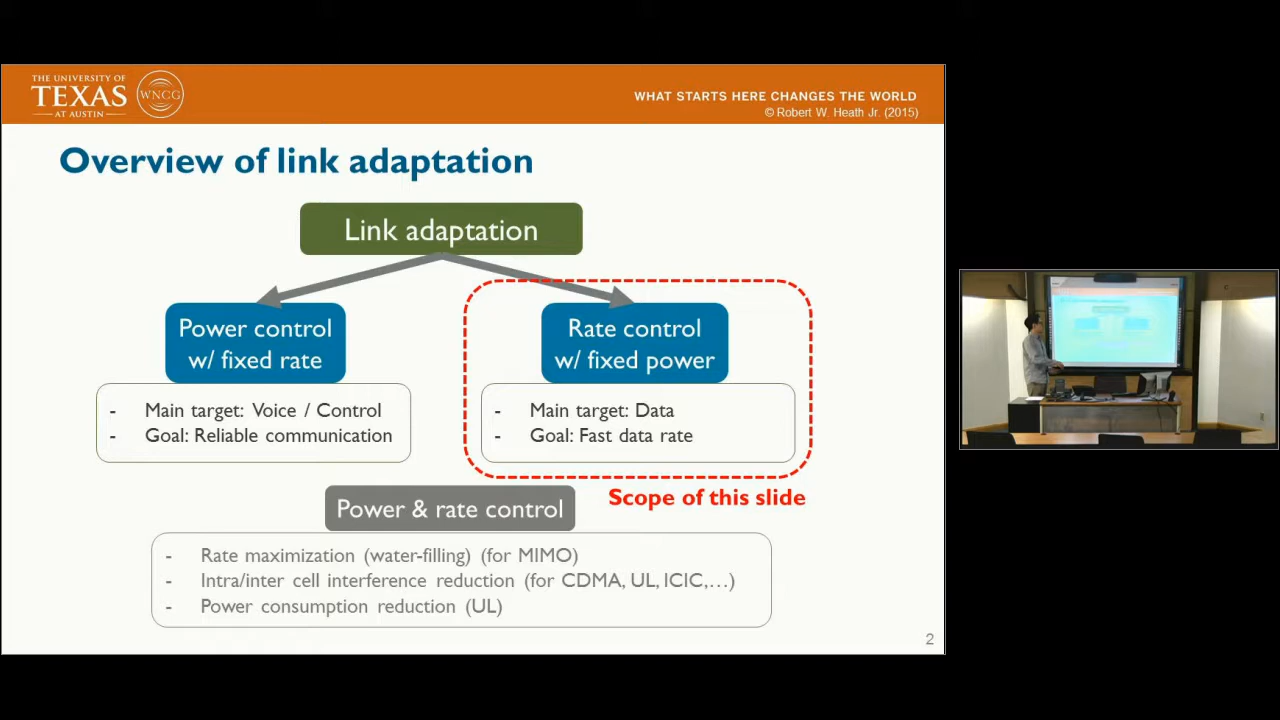 THE UNIVERSITY OF
TEXAS
AT AUSTIN
WNCG
WHAT STARTS HERE CHANGES THE WORLD
© Robert W. Heath Jr. (2015)
Overview of link adaptation
Link adaptation
Power control
w/ fixed rate
- Main target: Voice / Control
- Goal: Reliable communication
Rate control
w/ fixed power
- Main target: Data
- Goal: Fast data rate
Scope of this slide
Power & rate control
- Rate maximization (water-filling) (for MIMO)
- Intra/inter cell interference reduction (for CDMA, UL, ICIC,…)
- Power consumption reduction (UL)
2